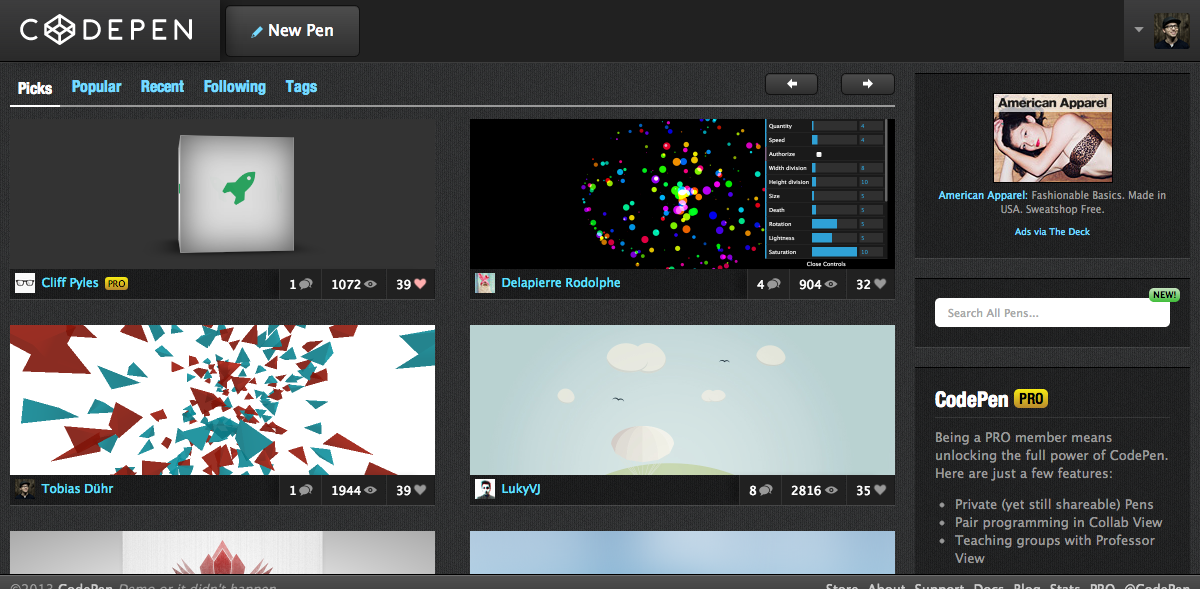 CODEPEN
New Pen
Picks Popular Recent Following Tags
Cliff Pyles PRO
1 1072 39
Quantity 4
Speed 4
Authorize
Width division 8
Height division 10
Size 5
Death 5
Rotation 5
Lightness 5
Saturation 10
Close Controls
Delapierre Rodolphe
4 904 32
Tobias Dühr
1 1944 39
LukyVJ
8 2816 35
American Apparel
American Apparel: Fashionable Basics. Made in
USA. Sweatshop Free.
Ads via The Deck
NEW!
Search All Pens...
CodePen PRO
Being a PRO member means
unlocking the full power of CodePen.
Here are just a few features:
• Private (yet still shareable) Pens
• Pair programming in Collab View
• Teaching groups with Professor
View
©2013 CodePen Demo or it didn't happen.
Store About Support Docs Blog Stats PRO @CodePen